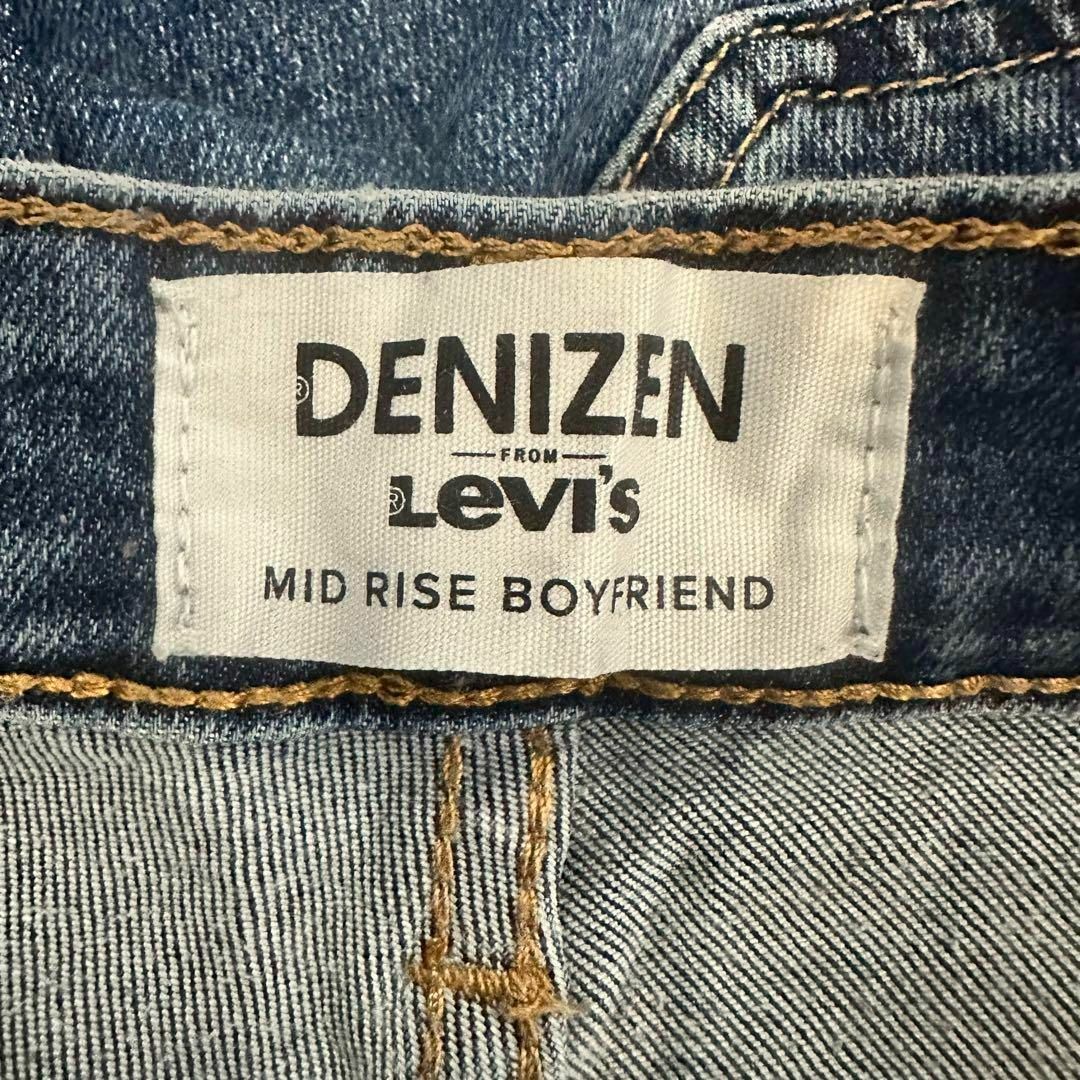 ®DENIZEN
FROM
®Levi's
MID RISE BOYFRIEND